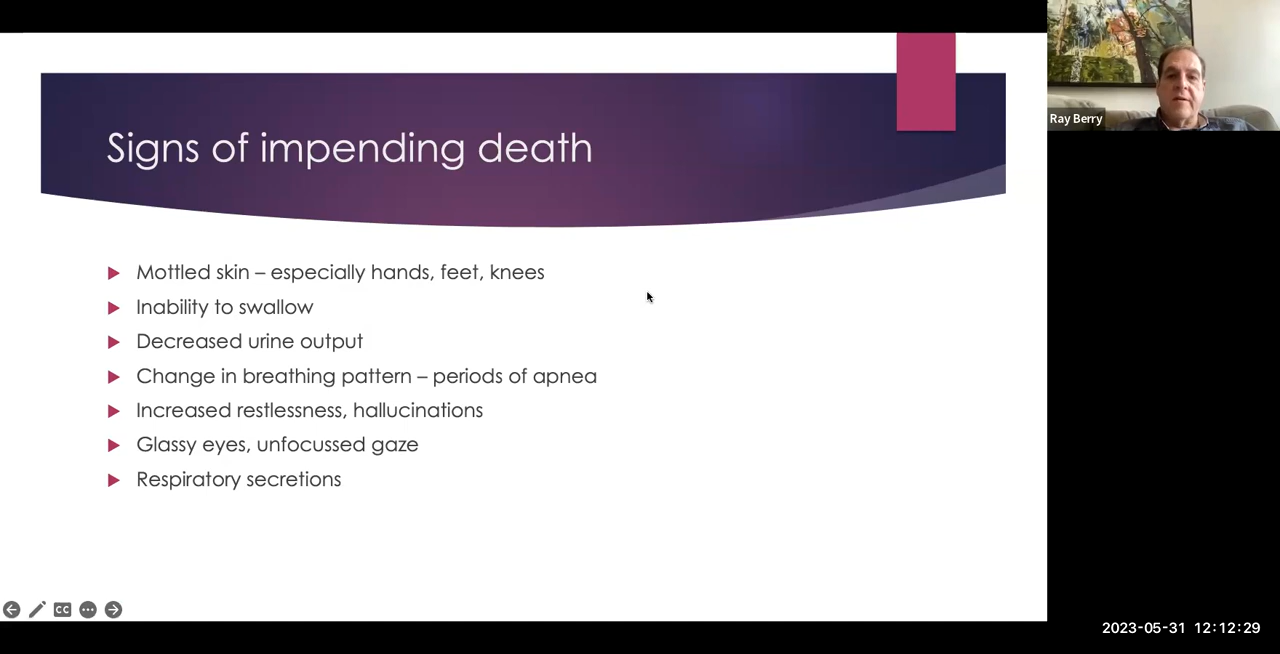 Signs of impending death
Ray Berry
Mottled skin – especially hands, feet, knees
Inability to swallow
Decreased urine output
Change in breathing pattern – periods of apnea
Increased restlessness, hallucinations
Glassy eyes, unfocussed gaze
Respiratory secretions
CC
2023-05-31 12:12:29